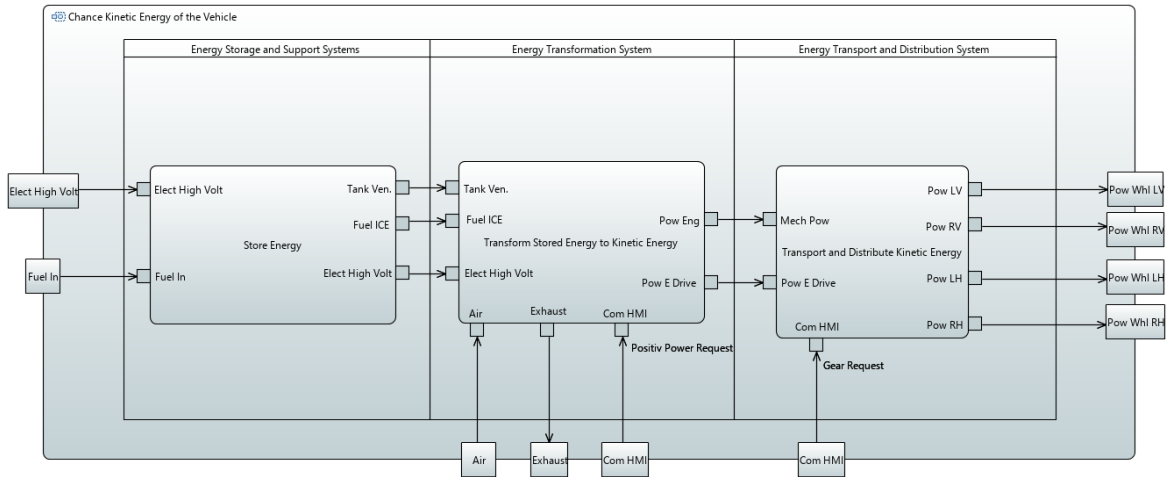 Chance Kinetic Energy of the Vehicle
Energy Storage and Support Systems
Energy Transformation System
Energy Transport and Distribution System
Elect High Volt
Fuel In
Elect High Volt
Tank Ven.
Fuel ICE
Store Energy
Fuel In
Elect High Volt
Tank Ven.
Fuel ICE
Pow Eng
Transform Stored Energy to Kinetic Energy
Elect High Volt
Pow E Drive
Air
Exhaust
Com HMI
Positiv Power Request
Pow LV
Mech Pow
Pow RV
Transport and Distribute Kinetic Energy
Pow E Drive
Pow LH
Com HMI
Pow RH
Gear Request
Pow Whl LV
Pow Whl RV
Pow Whl LH
Pow Whl RH
Air
Exhaust
Com HMI
Com HMI